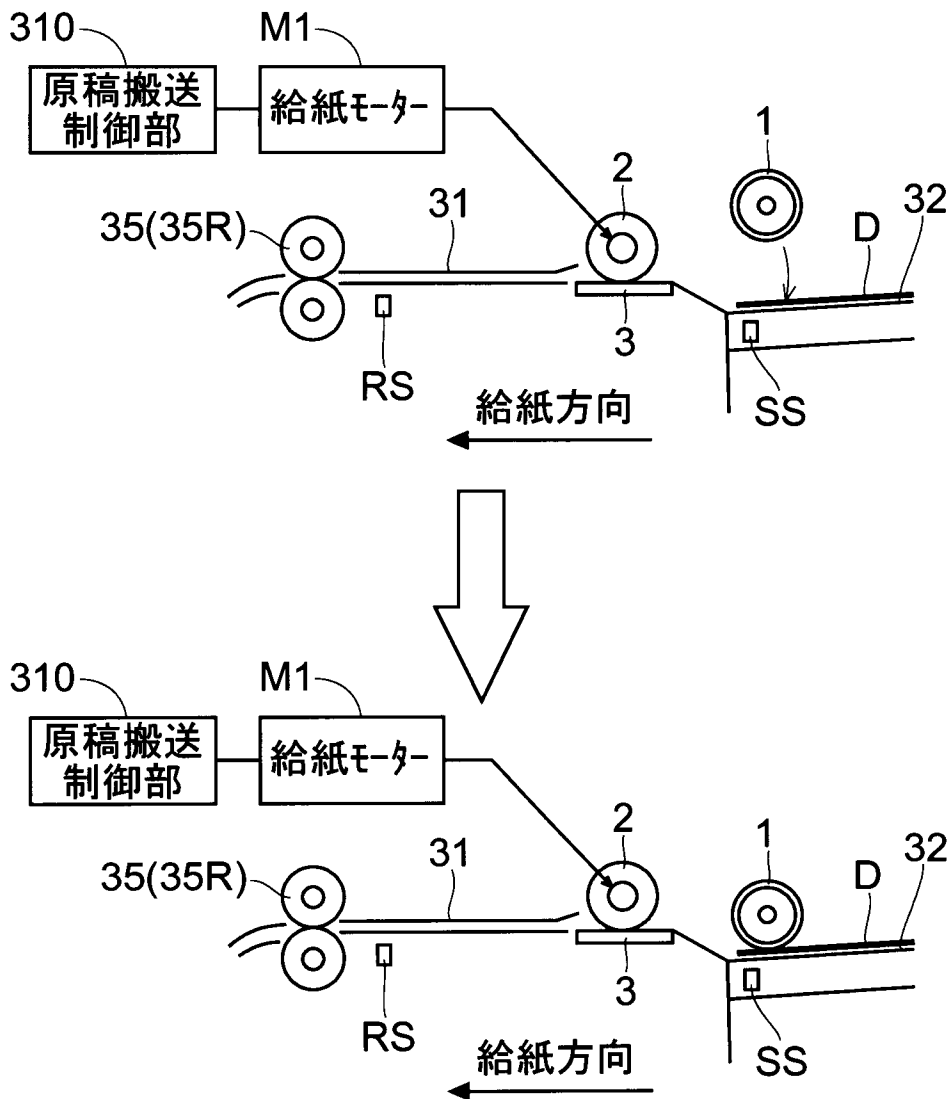 310
M1
原稿搬送
制御部
給紙モーター
1
2
32
31
D
35(35R)
3
RS
SS
給紙方向
310
M1
原稿搬送
制御部
給紙モーター
2
1
31
32
35(35R)
D
3
RS
SS
給紙方向